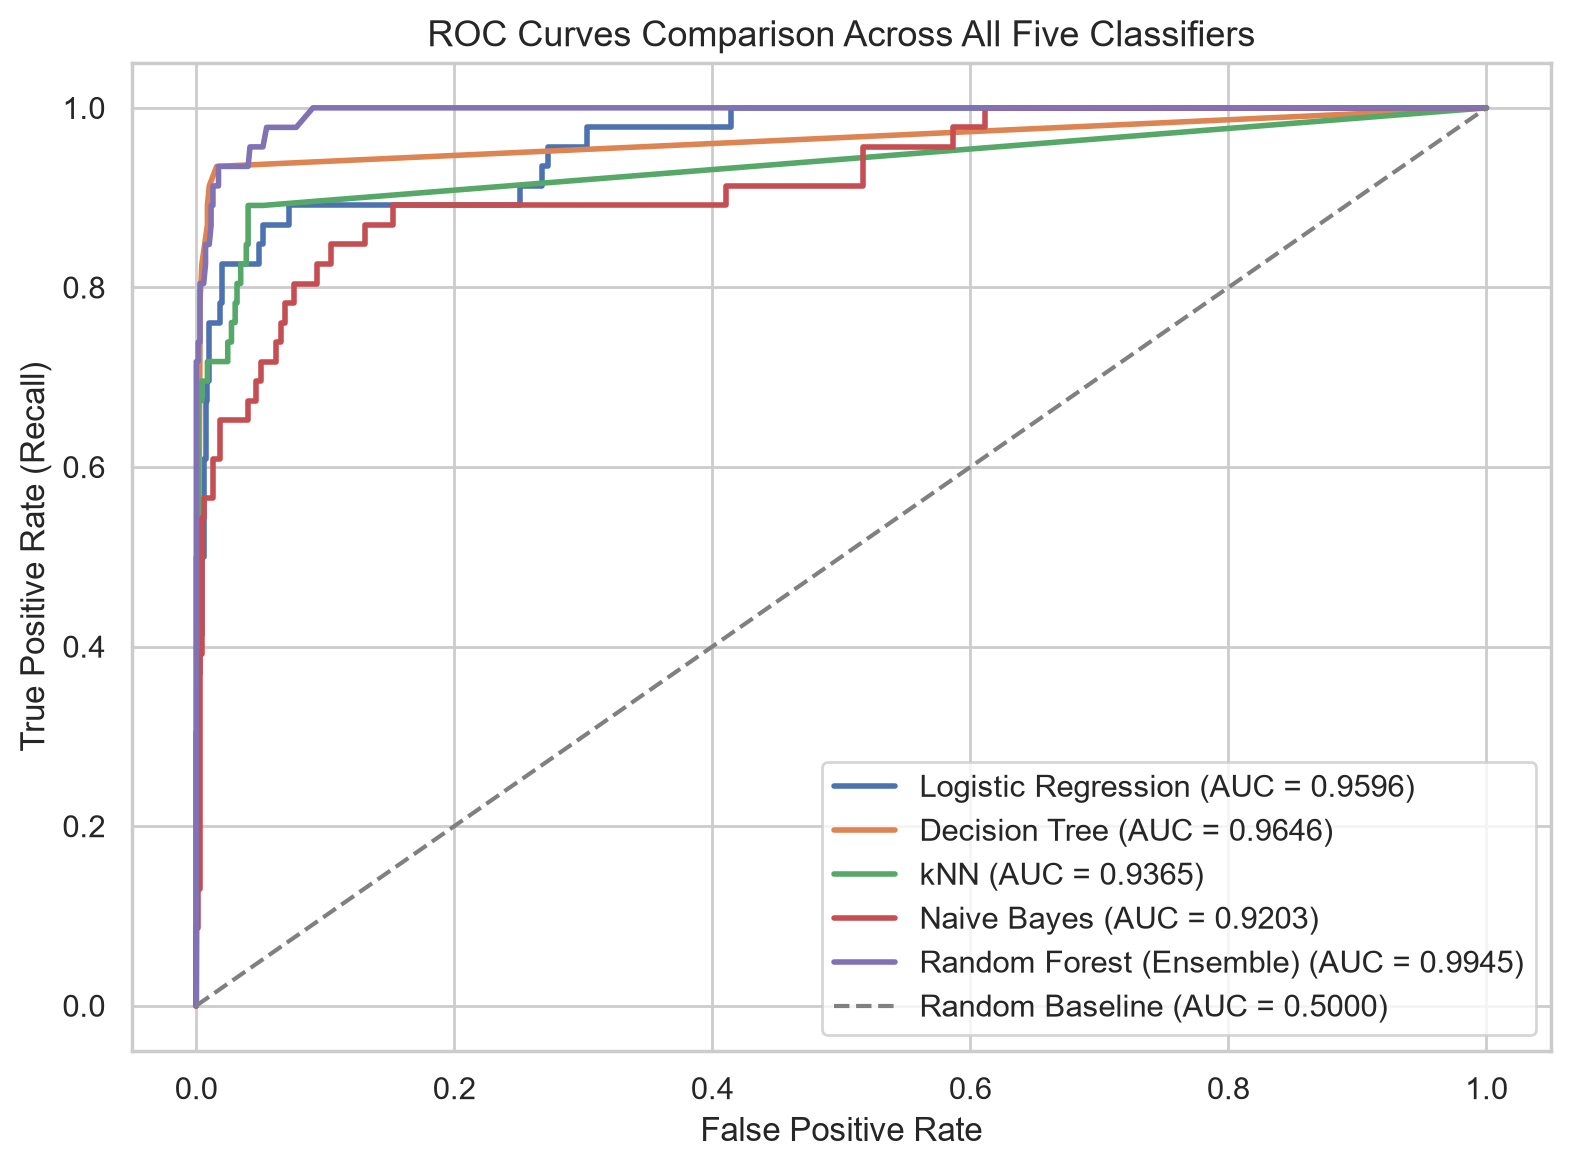 ROC Curves Comparison Across All Five Classifiers
True Positive Rate (Recall)
1.0
0.8
0.6
0.4
0.2
0.0
Logistic Regression (AUC = 0.9596)
Decision Tree (AUC = 0.9646)
kNN (AUC = 0.9365)
Naive Bayes (AUC = 0.9203)
Random Forest (Ensemble) (AUC = 0.9945)
Random Baseline (AUC = 0.5000)
0.0 0.2 0.4 0.6 0.8 1.0
False Positive Rate